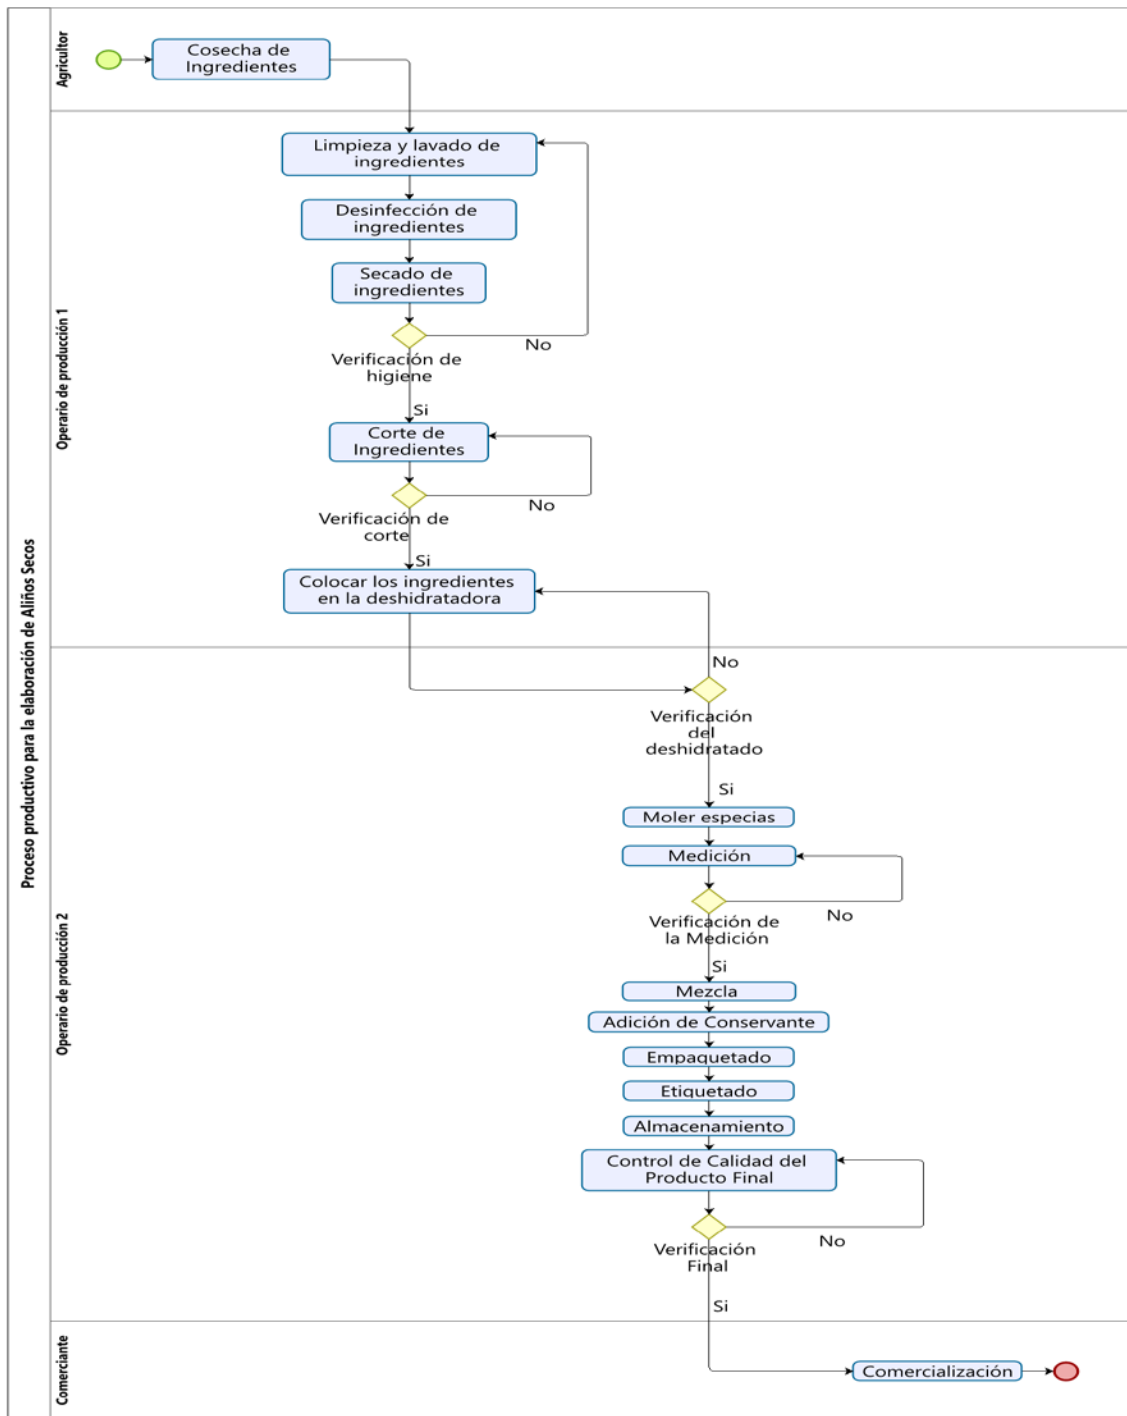 Proceso productivo para la elaboración de Aliños Secos
Agricultor
Cosecha de
Ingredientes
Operario de producción 1
Limpieza y lavado de
ingredientes
Desinfección de
ingredientes
Secado de
ingredientes
No
Verificación de
higiene
Si
Corte de
Ingredientes
No
Verificación de
corte
Si
Colocar los ingredientes
en la deshidratadora
Operario de producción 2
No
Verificación
del
deshidratado
Si
Moler especias
Medición
No
Verificación de
la Medición
Si
Mezcla
Adición de Conservante
Empaquetado
Etiquetado
Almacenamiento
Control de Calidad del
Producto Final
No
Verificación
Final
Si
Comerciante
Comercialización